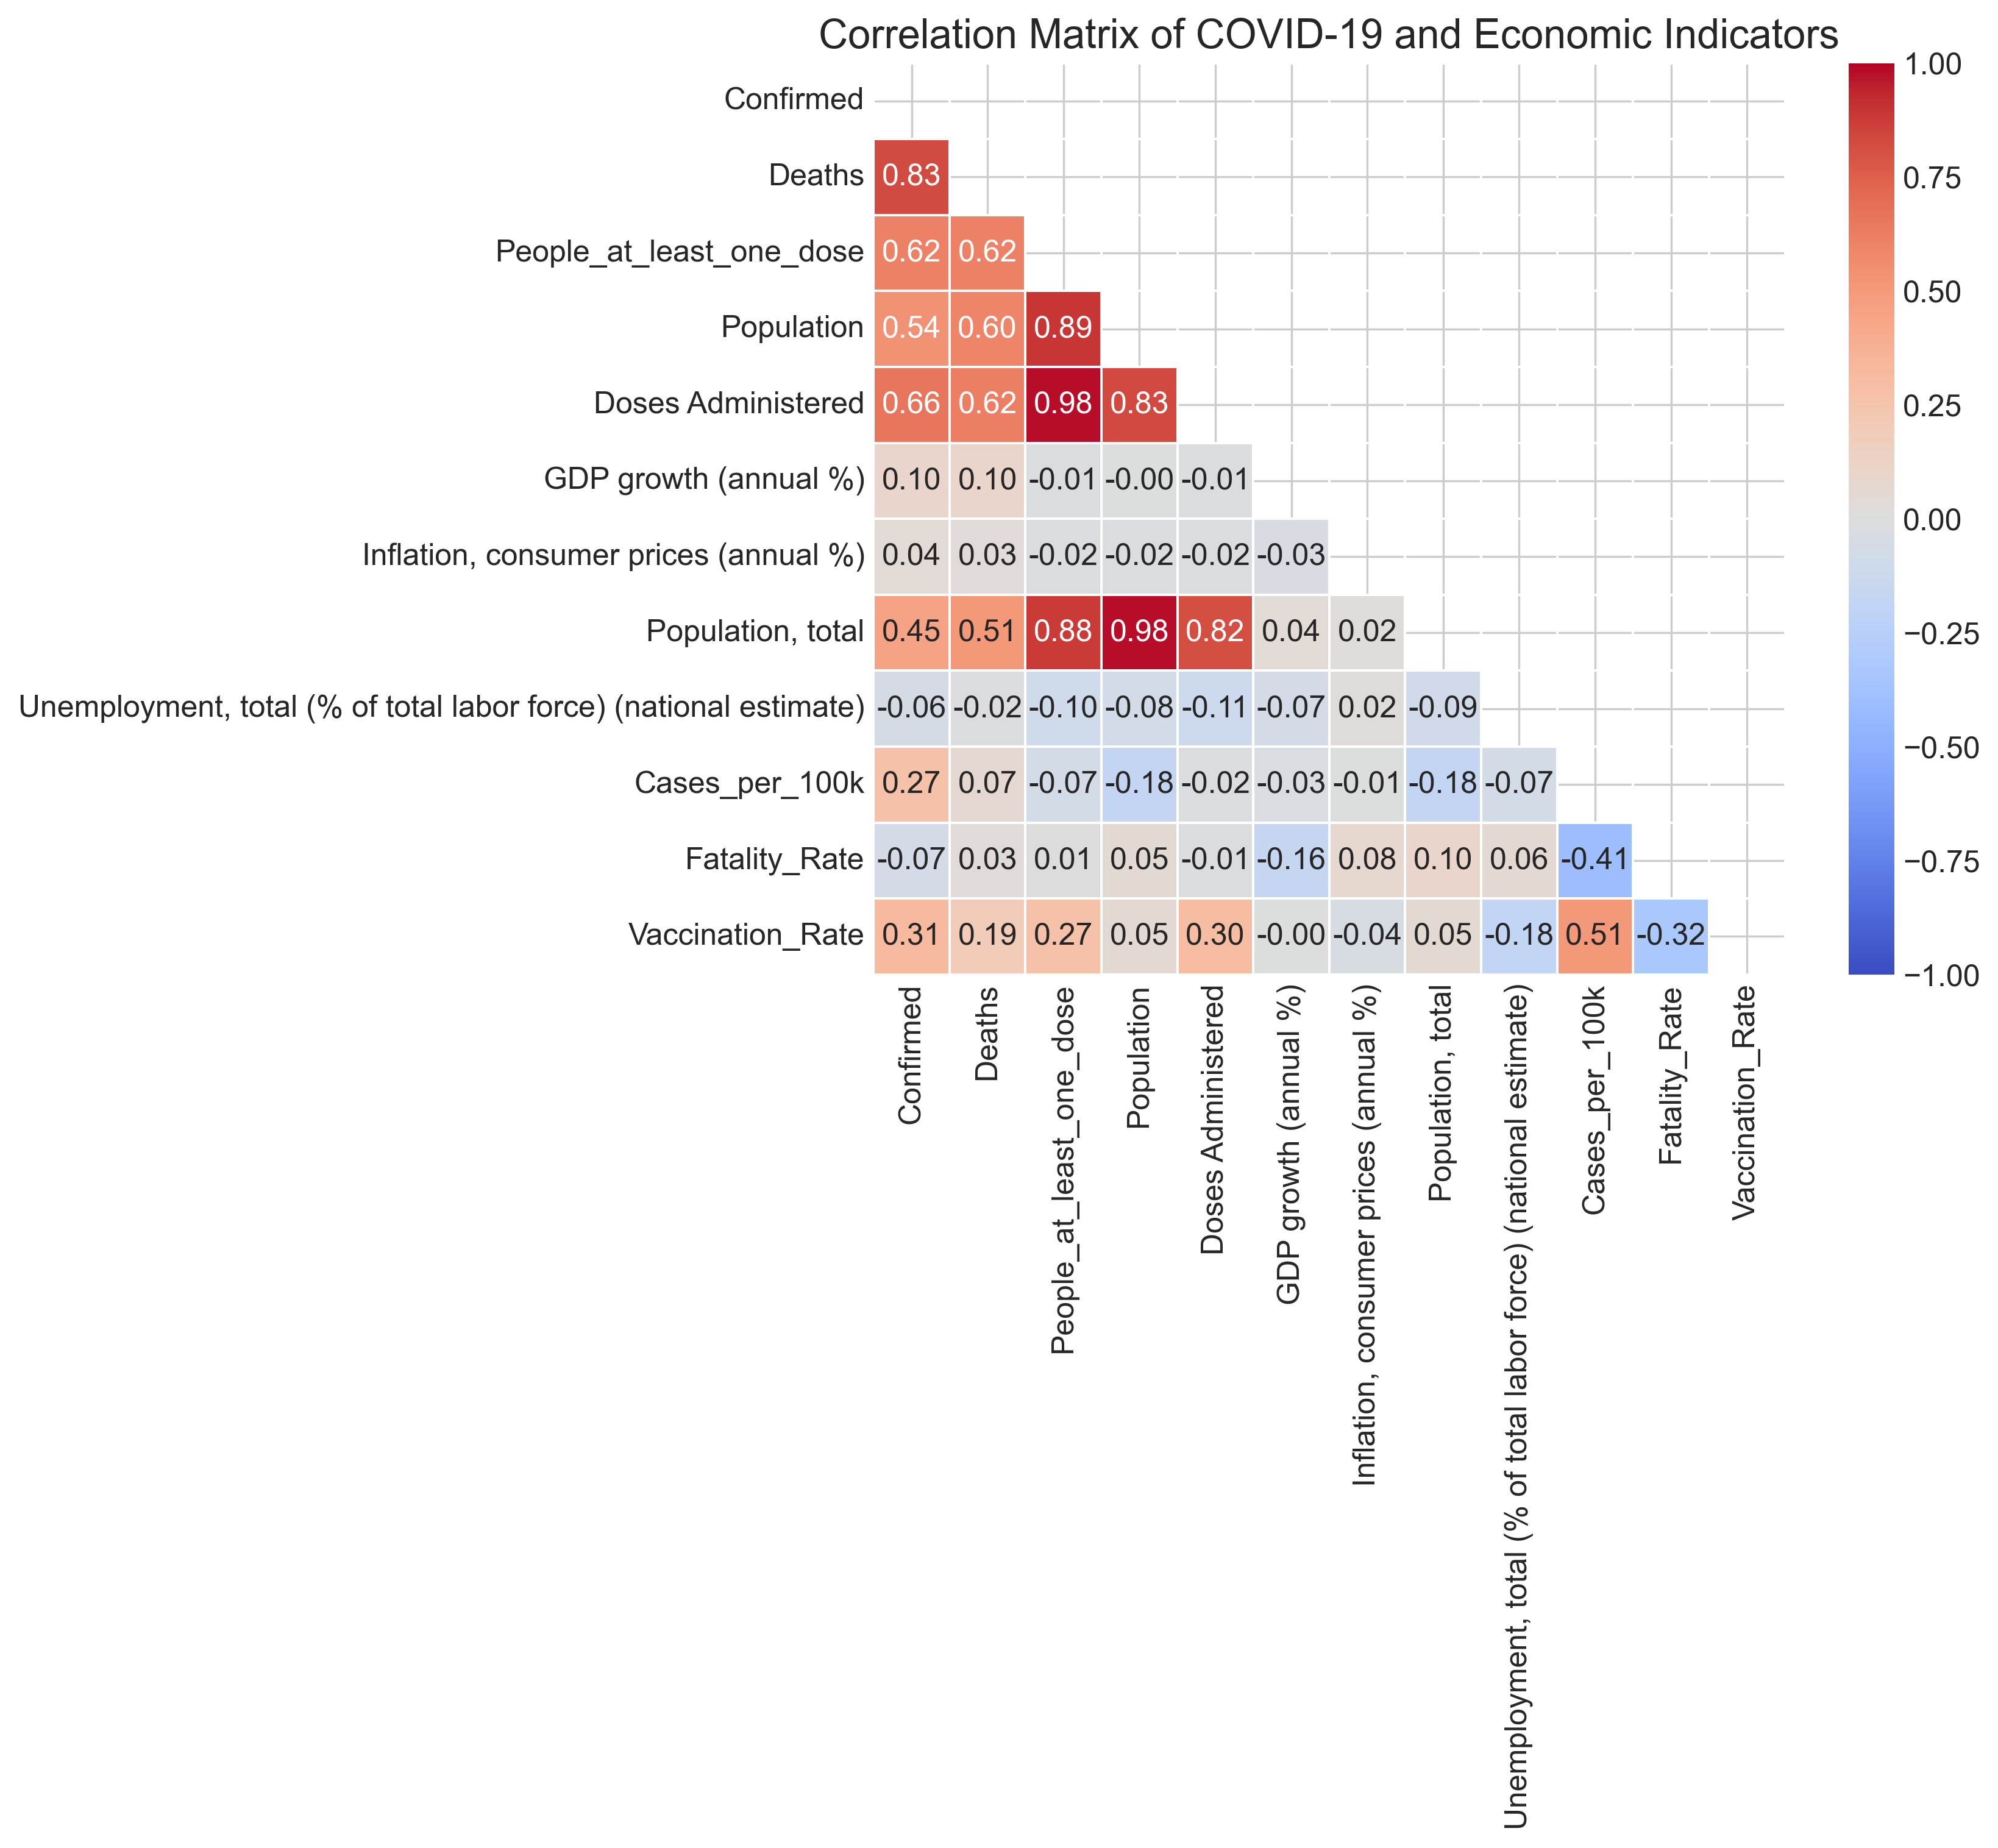 Correlation Matrix of COVID-19 and Economic Indicators
Confirmed
Deaths 0.83
People_at_least_one_dose 0.62 0.62
Population 0.54 0.60 0.89
Doses Administered 0.66 0.62 0.98 0.83
GDP growth (annual %) 0.10 0.10 -0.01 -0.00 -0.01
Inflation, consumer prices (annual %) 0.04 0.03 -0.02 -0.02 -0.02 -0.03
Population, total 0.45 0.51 0.88 0.98 0.82 0.04 0.02
Unemployment, total (% of total labor force) (national estimate) -0.06 -0.02 -0.10 -0.08 -0.11 -0.07 0.02 -0.09
Cases_per_100k 0.27 0.07 -0.07 -0.18 -0.02 -0.03 -0.01 -0.18 -0.07
Fatality_Rate -0.07 0.03 0.01 0.05 -0.01 -0.16 0.08 0.10 0.06 -0.41
Vaccination_Rate 0.31 0.19 0.27 0.05 0.30 -0.00 -0.04 0.05 -0.18 0.51 -0.32
Confirmed
Deaths
People_at_least_one_dose
Population
Doses Administered
GDP growth (annual %)
Inflation, consumer prices (annual %)
Population, total
Unemployment, total (% of total labor force) (national estimate)
Cases_per_100k
Fatality_Rate
Vaccination_Rate
1.00
0.75
0.50
0.25
0.00
−0.25
−0.50
−0.75
−1.00